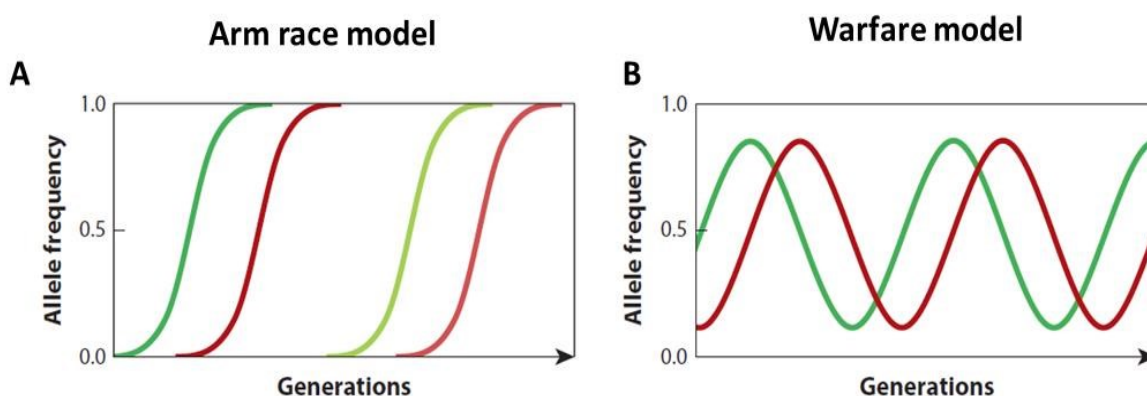 Arm race model
A
1.0
0.5
0.0
Allele frequency
Generations
Warfare model
B
1.0
0.5
0.0
Allele frequency
Generations